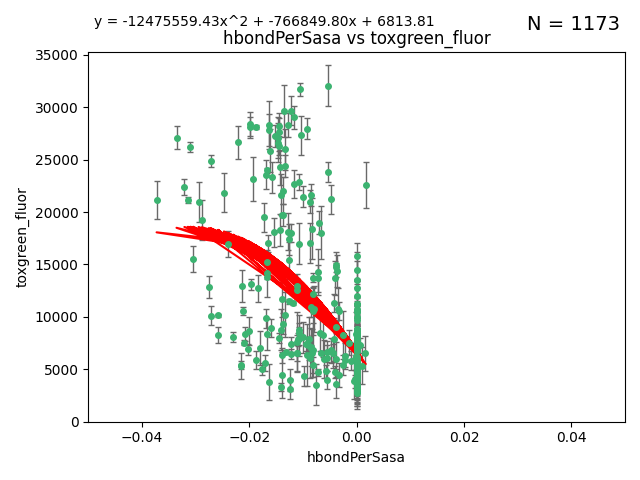 y = -12475559.43x^2 + -766849.80x + 6813.81
N = 1173
hbondPerSasa vs toxgreen_fluor
toxgreen_fluor
35000
30000
25000
20000
15000
10000
5000
0
−0.04
−0.02
0.00
0.02
0.04
hbondPerSasa